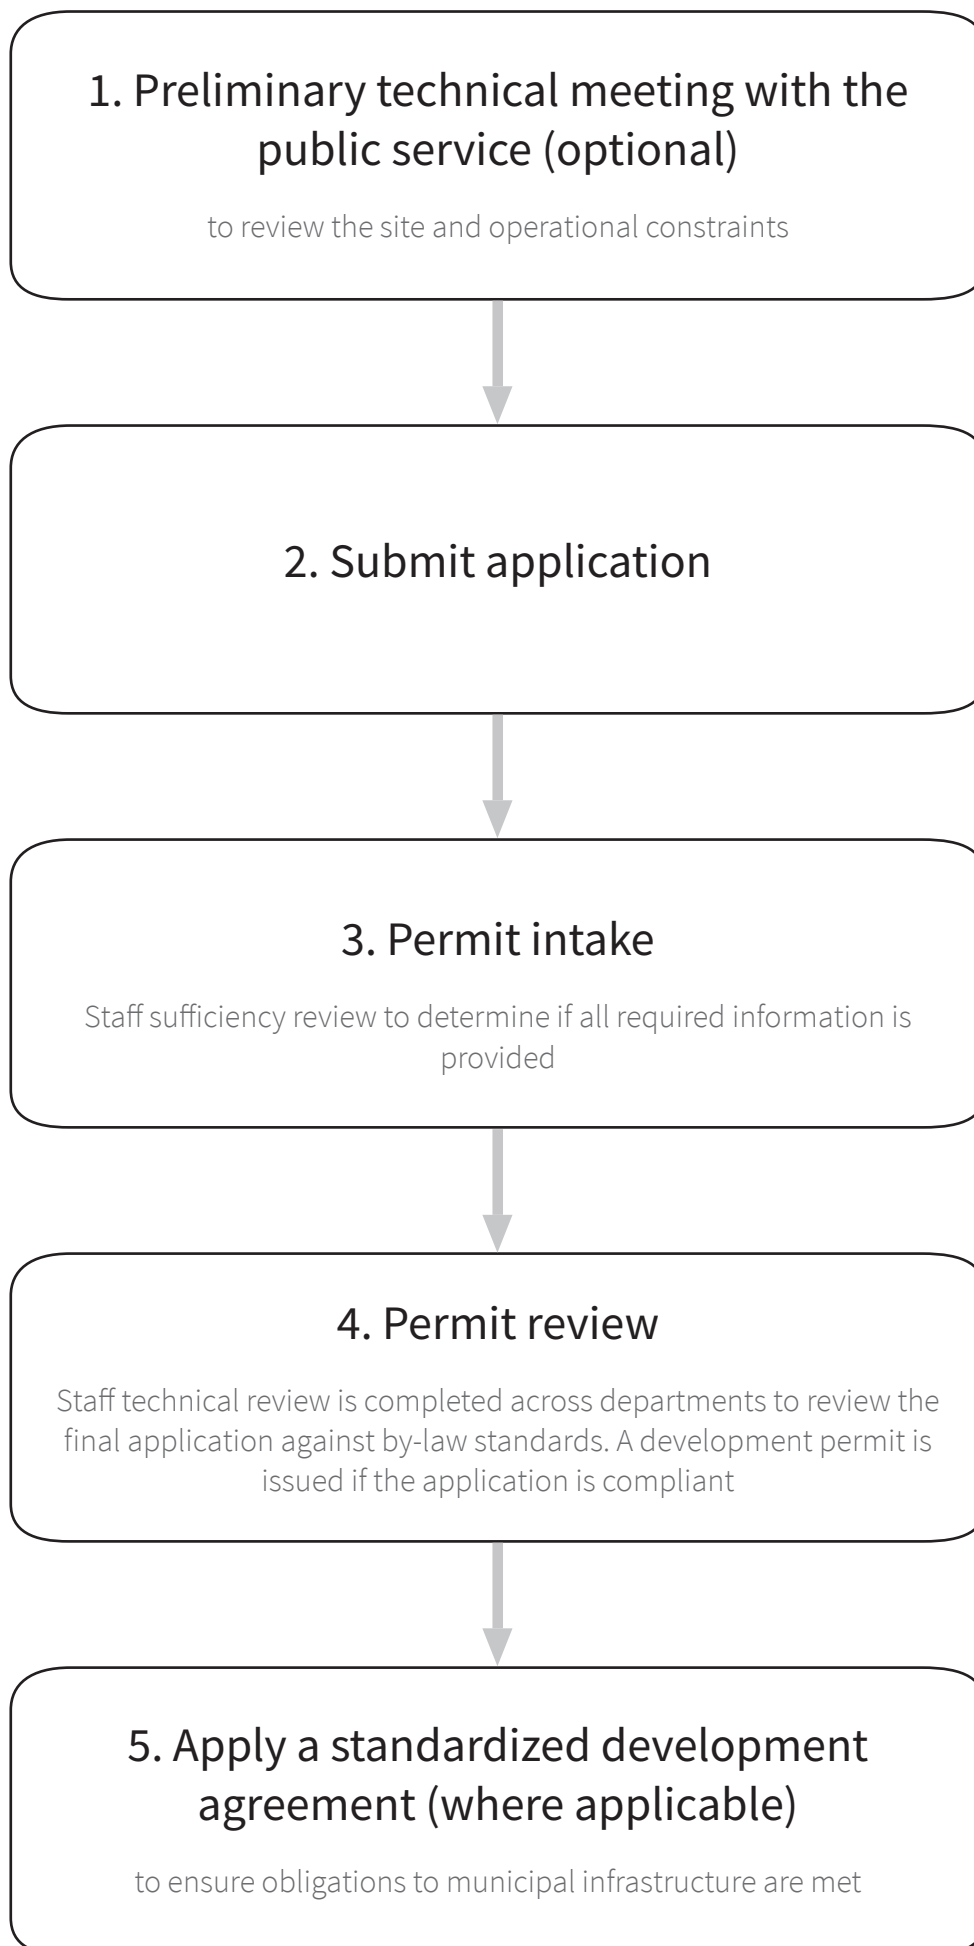 1. Preliminary technical meeting with the
public service (optional)
to review the site and operational constraints
2. Submit application
3. Permit intake
Staff sufficiency review to determine if all required information is
provided
4. Permit review
Staff technical review is completed across departments to review the
final application against by-law standards. A development permit is
issued if the application is compliant
5. Apply a standardized development
agreement (where applicable)
to ensure obligations to municipal infrastructure are met